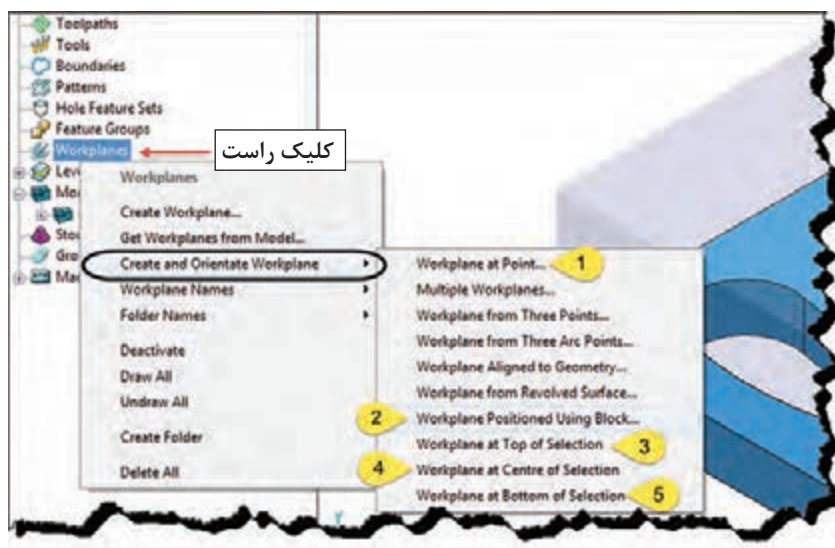 Toolpaths
Tools
Boundaries
Patterns
Hole Feature Sets
Feature Groups
Workplanes
کلیک راست
Workplanes
Create Workplane...
Get Workplanes from Model...
Create and Orientate Workplane
Workplane Names
Folder Names
Deactivate
Draw All
Undraw All
Create Folder
Delete All
Workplane at Point... 1
Multiple Workplanes...
Workplane from Three Points...
Workplane from Three Arc Points...
Workplane Aligned to Geometry...
Workplane from Revolved Surface...
2 Workplane Positioned Using Block...
Workplane at Top of Selection 3
4 Workplane at Centre of Selection
Workplane at Bottom of Selection 5